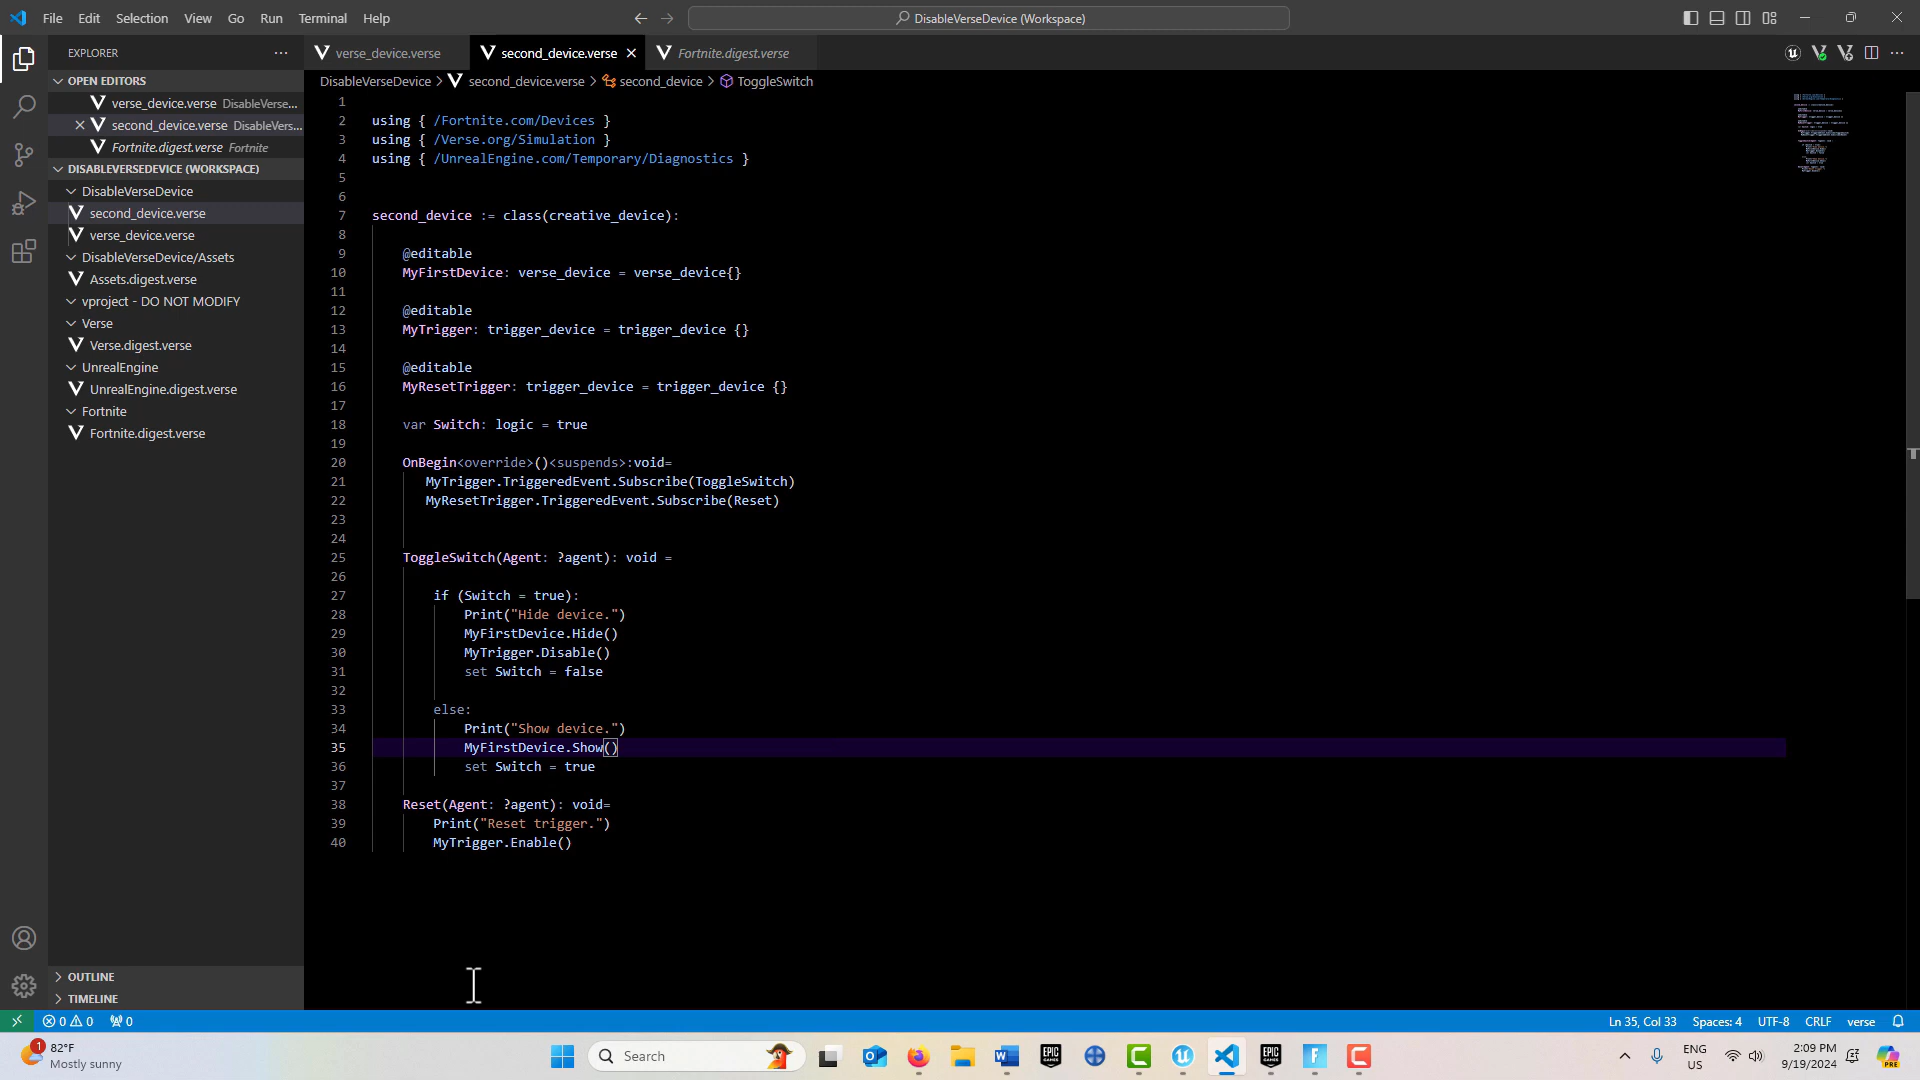 File Edit Selection View Go Run Terminal Help
DisableVerseDevice (Workspace)
EXPLORER
OPEN EDITORS
verse_device.verse DisableVerse...
second_device.verse DisableVers...
Fortnite.digest.verse Fortnite
DISABLEVERSEDEVICE (WORKSPACE)
DisableVerseDevice
second_device.verse
verse_device.verse
DisableVerseDevice/Assets
Assets.digest.verse
vproject - DO NOT MODIFY
Verse
Verse.digest.verse
UnrealEngine
UnrealEngine.digest.verse
Fortnite
Fortnite.digest.verse
OUTLINE
TIMELINE
verse_device.verse second_device.verse Fortnite.digest.verse
DisableVerseDevice > second_device.verse > second_device > ToggleSwitch
1
2 using { /Fortnite.com/Devices }
3 using { /Verse.org/Simulation }
4 using { /UnrealEngine.com/Temporary/Diagnostics }
5
6
7 second_device := class(creative_device):
8
9 @editable
10 MyFirstDevice: verse_device = verse_device{}
11
12 @editable
13 MyTrigger: trigger_device = trigger_device {}
14
15 @editable
16 MyResetTrigger: trigger_device = trigger_device {}
17
18 var Switch: logic = true
19
20 OnBegin<override>()<suspends>:void=
21 MyTrigger.TriggeredEvent.Subscribe(ToggleSwitch)
22 MyResetTrigger.TriggeredEvent.Subscribe(Reset)
23
24
25 ToggleSwitch(Agent: ?agent): void =
26
27 if (Switch = true):
28 Print("Hide device.")
29 MyFirstDevice.Hide()
30 MyTrigger.Disable()
31 set Switch = false
32
33 else:
34 Print("Show device.")
35 MyFirstDevice.Show()
36 set Switch = true
37
38 Reset(Agent: ?agent): void=
39 Print("Reset trigger.")
40 MyTrigger.Enable()
0 0 0
Ln 35, Col 33 Spaces: 4 UTF-8 CRLF verse
1
82°F
Mostly sunny
Search
EPIC GAMES
EPIC GAMES
ENG
US
2:09 PM
9/19/2024
PRE